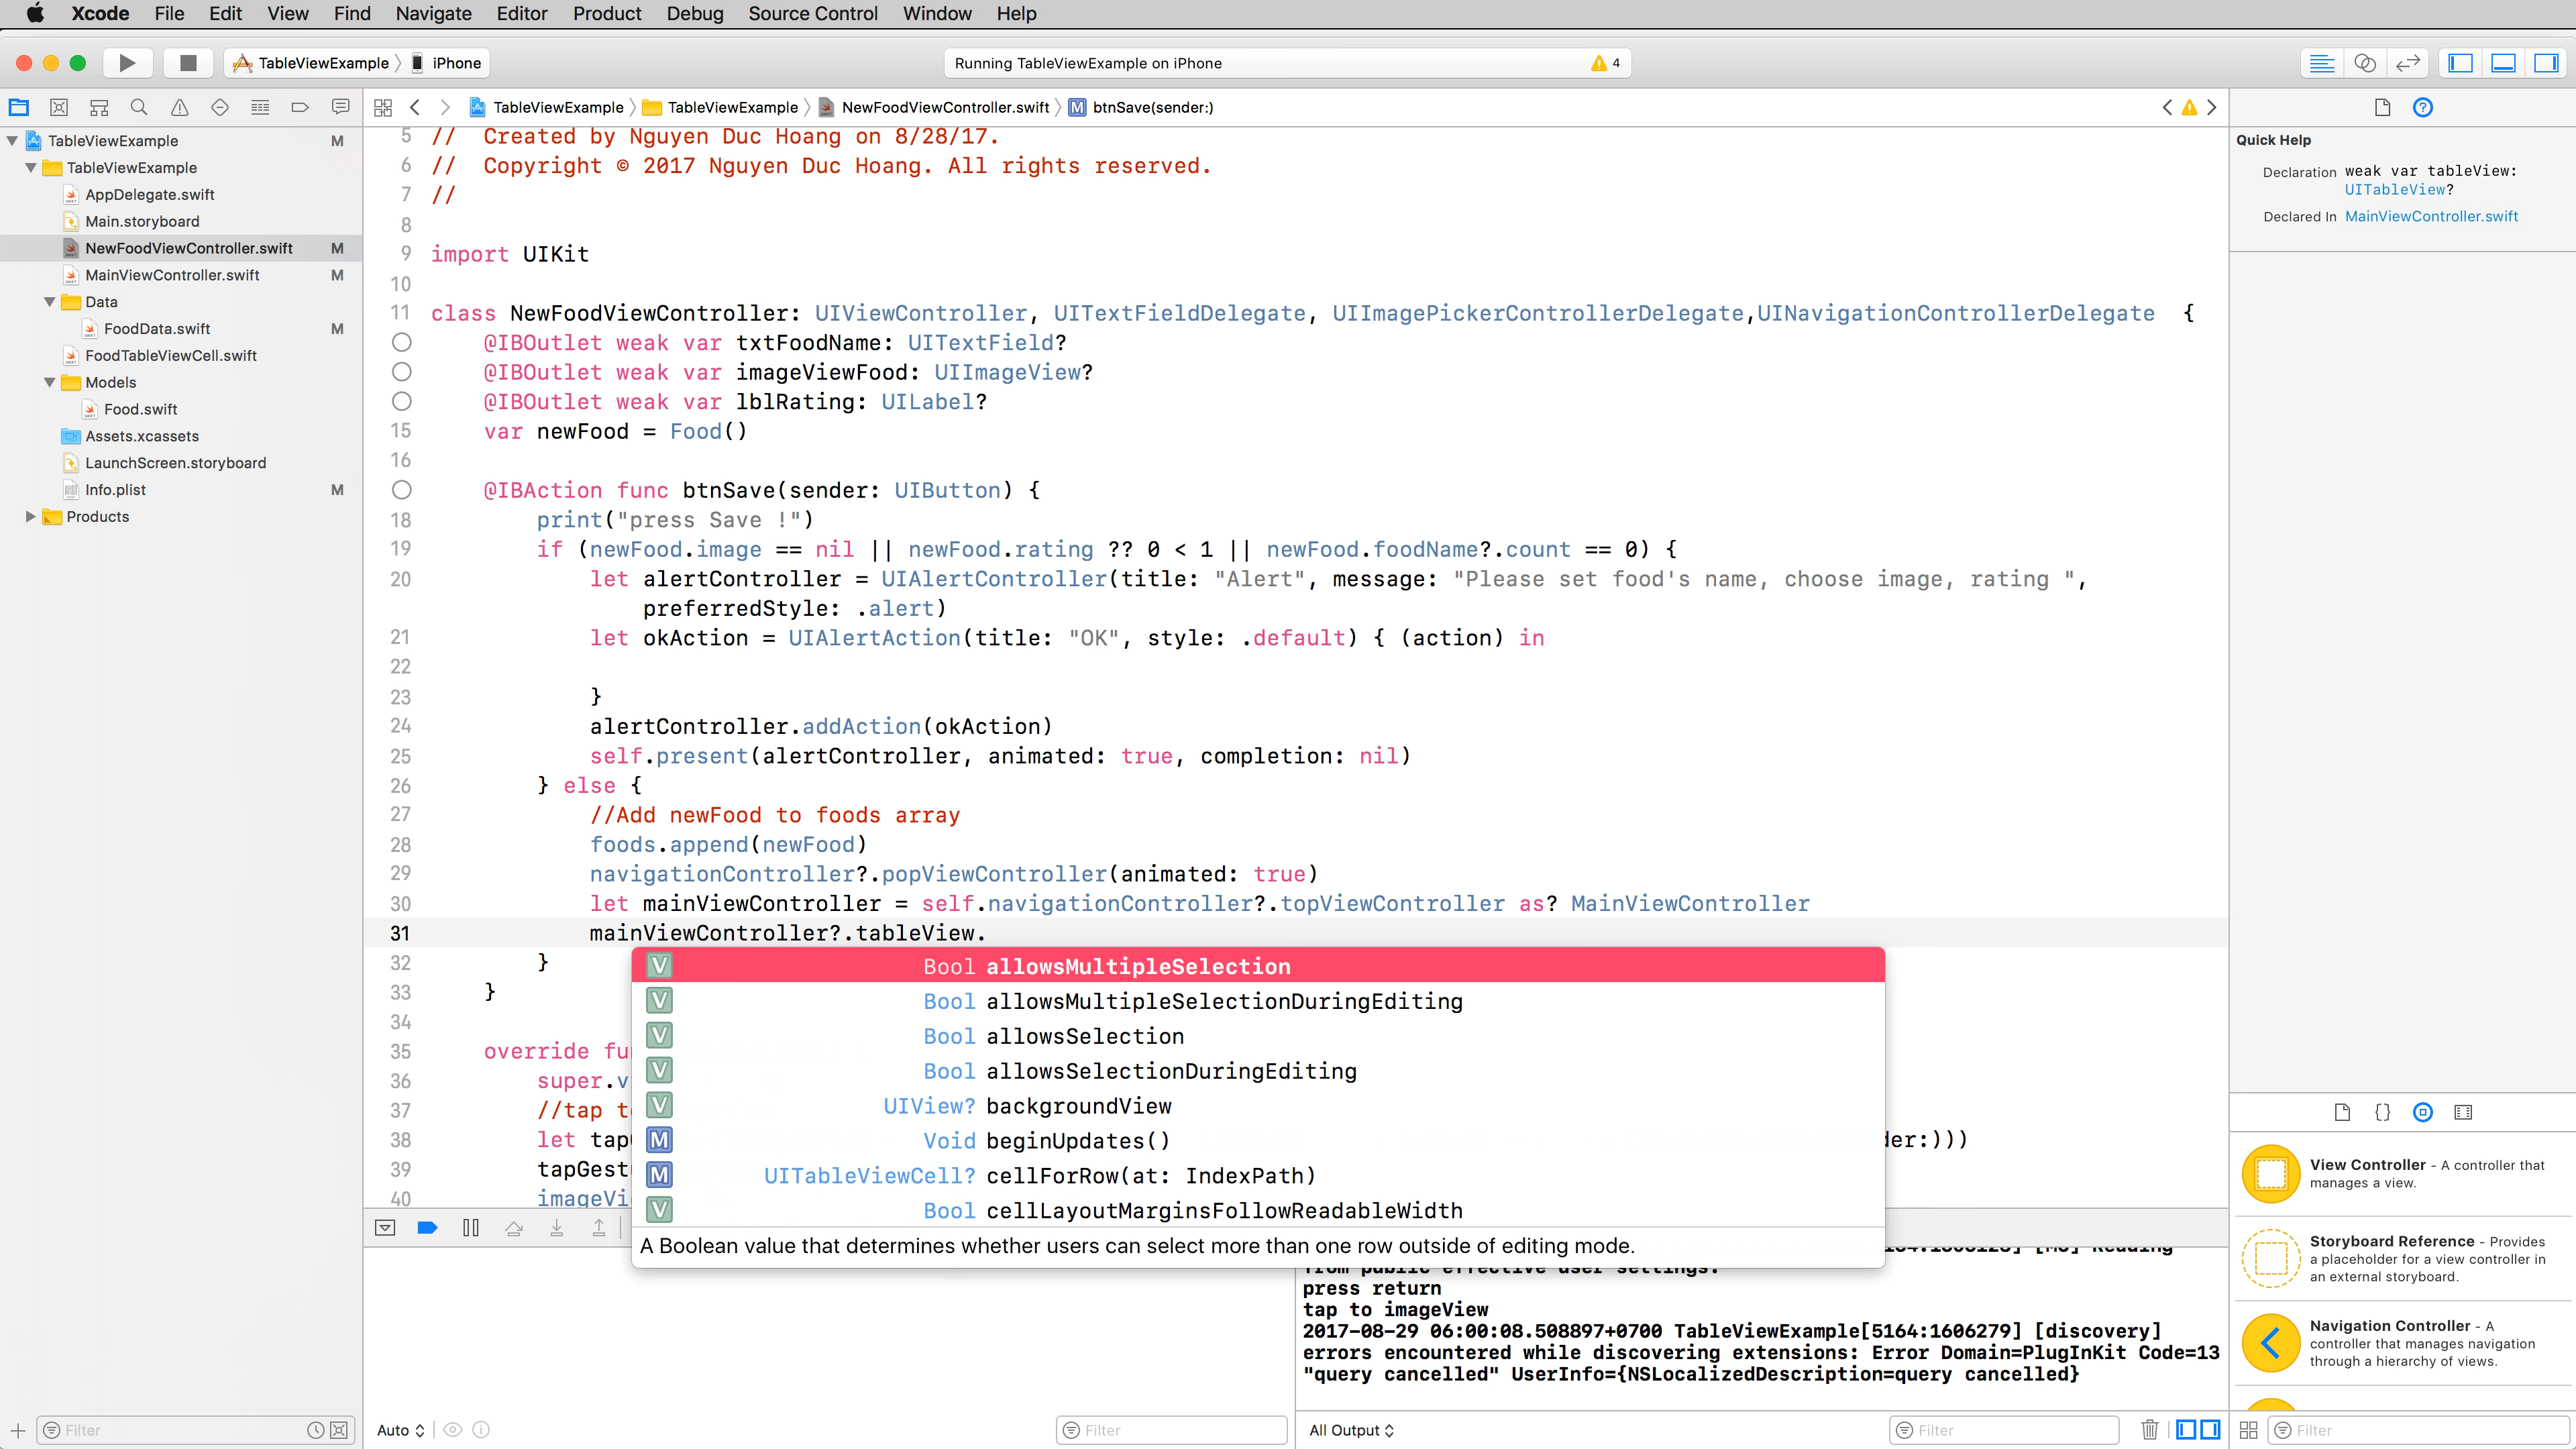 Xcode File Edit View Find Navigate Editor Product Debug Source Control Window Help
TableViewExample iPhone
Running TableViewExample on iPhone
4
TableViewExample TableViewExample NewFoodViewController.swift M btnSave(sender:)
TableViewExample M
TableViewExample
AppDelegate.swift
Main.storyboard
NewFoodViewController.swift M
MainViewController.swift M
Data
FoodData.swift M
FoodTableViewCell.swift
Models
Food.swift
Assets.xcassets
LaunchScreen.storyboard
Info.plist M
Products
Filter
5 // Created by Nguyen Duc Hoang on 8/28/17.
6 // Copyright © 2017 Nguyen Duc Hoang. All rights reserved.
7 //
8
9 import UIKit
10
11 class NewFoodViewController: UIViewController, UITextFieldDelegate, UIImagePickerControllerDelegate,UINavigationControllerDelegate {
@IBOutlet weak var txtFoodName: UITextField?
@IBOutlet weak var imageViewFood: UIImageView?
@IBOutlet weak var lblRating: UILabel?
15 var newFood = Food()
16
@IBAction func btnSave(sender: UIButton) {
18 print("press Save !")
19 if (newFood.image == nil || newFood.rating ?? 0 < 1 || newFood.foodName?.count == 0) {
20 let alertController = UIAlertController(title: "Alert", message: "Please set food's name, choose image, rating ",
preferredStyle: .alert)
21 let okAction = UIAlertAction(title: "OK", style: .default) { (action) in
22
23 }
24 alertController.addAction(okAction)
25 self.present(alertController, animated: true, completion: nil)
26 } else {
27 //Add newFood to foods array
28 foods.append(newFood)
29 navigationController?.popViewController(animated: true)
30 let mainViewController = self.navigationController?.topViewController as? MainViewController
31 mainViewController?.tableView.
32 }
33 }
34
35 override fu
36 super.v
37 //tap t
38 let tap der:)))
39 tapGest
40 imageVi
V Bool allowsMultipleSelection
V Bool allowsMultipleSelectionDuringEditing
V Bool allowsSelection
V Bool allowsSelectionDuringEditing
V UIView? backgroundView
M Void beginUpdates()
M UITableViewCell? cellForRow(at: IndexPath)
V Bool cellLayoutMarginsFollowReadableWidth
A Boolean value that determines whether users can select more than one row outside of editing mode.
Reading
from public effective user settings.
press return
tap to imageView
2017-08-29 06:00:08.508897+0700 TableViewExample[5164:1606279] [discovery]
errors encountered while discovering extensions: Error Domain=PlugInKit Code=13
"query cancelled" UserInfo={NSLocalizedDescription=query cancelled}
Auto Filter
All Output Filter
Quick Help
Declaration weak var tableView:
UITableView?
Declared In MainViewController.swift
{}
View Controller - A controller that
manages a view.
Storyboard Reference - Provides
a placeholder for a view controller in
an external storyboard.
Navigation Controller - A
controller that manages navigation
through a hierarchy of views.
Filter